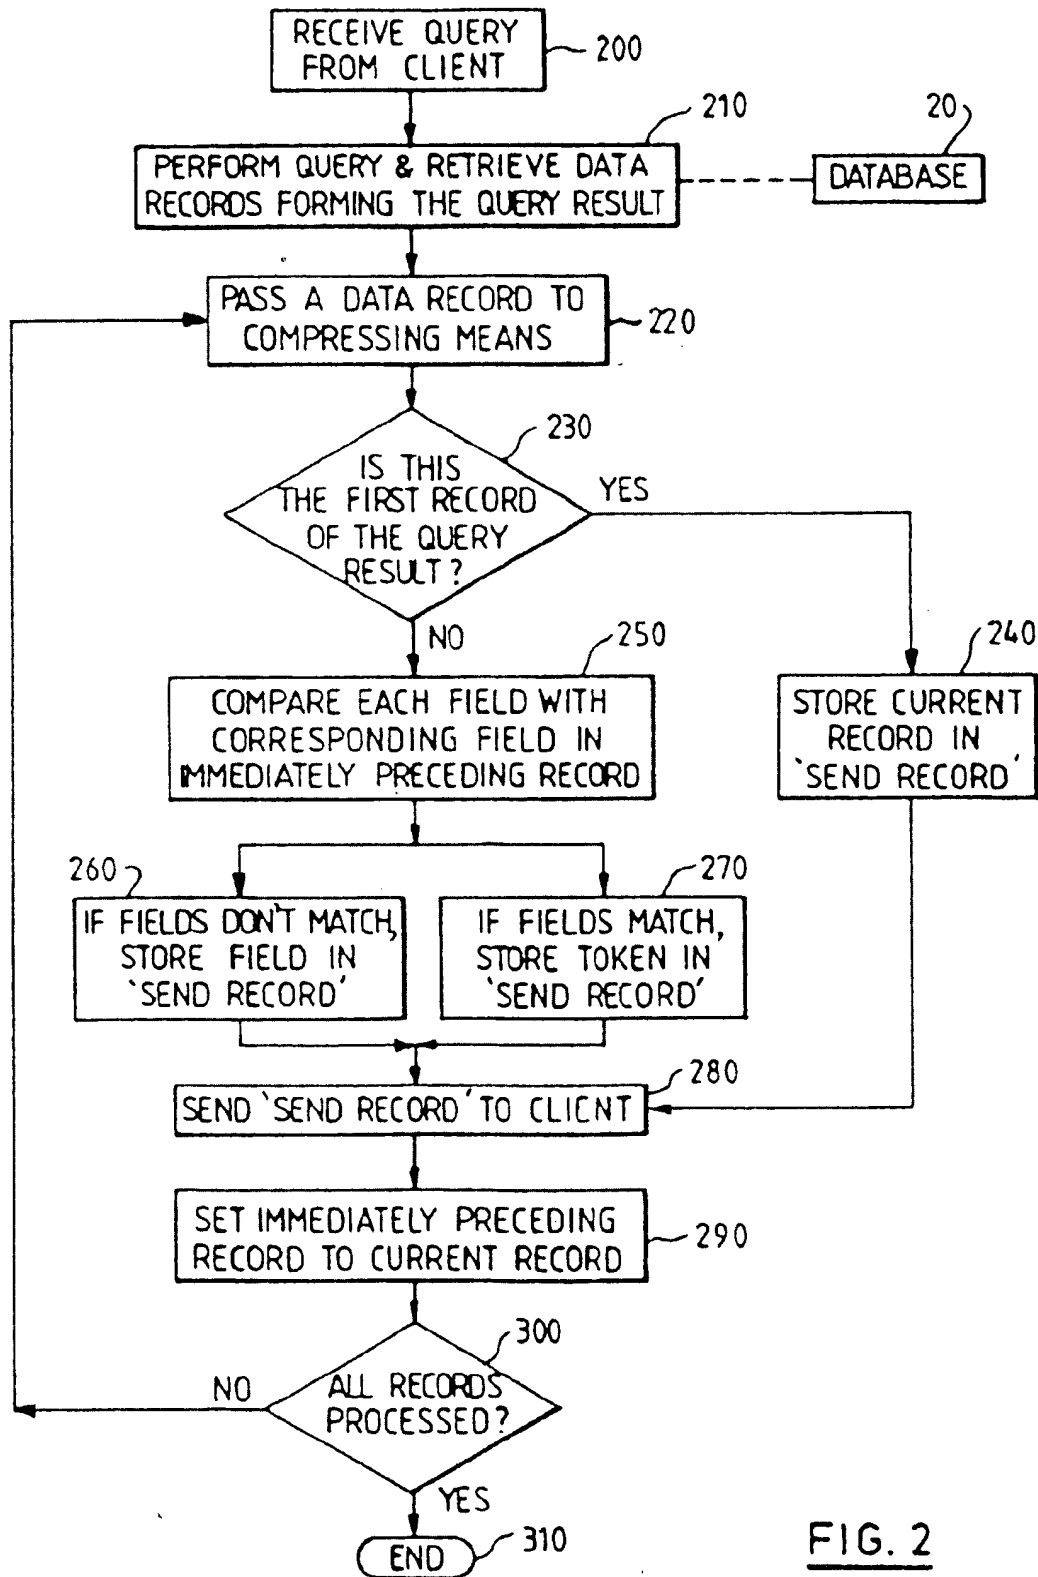 RECEIVE QUERY
FROM CLIENT
200
210
20
PERFORM QUERY & RETRIEVE DATA
RECORDS FORMING THE QUERY RESULT
DATABASE
PASS A DATA RECORD TO
COMPRESSING MEANS
220
230
IS THIS
THE FIRST RECORD
OF THE QUERY
RESULT?
YES
NO
250
240
COMPARE EACH FIELD WITH
CORRESPONDING FIELD IN
IMMEDIATELY PRECEDING RECORD
STORE CURRENT
RECORD IN
'SEND RECORD'
260
270
IF FIELDS DON'T MATCH,
STORE FIELD IN
'SEND RECORD'
IF FIELDS MATCH,
STORE TOKEN IN
'SEND RECORD'
280
SEND 'SEND RECORD' TO CLIENT
SET IMMEDIATELY PRECEDING
RECORD TO CURRENT RECORD
290
300
NO
ALL RECORDS
PROCESSED?
YES
END
310
FIG. 2